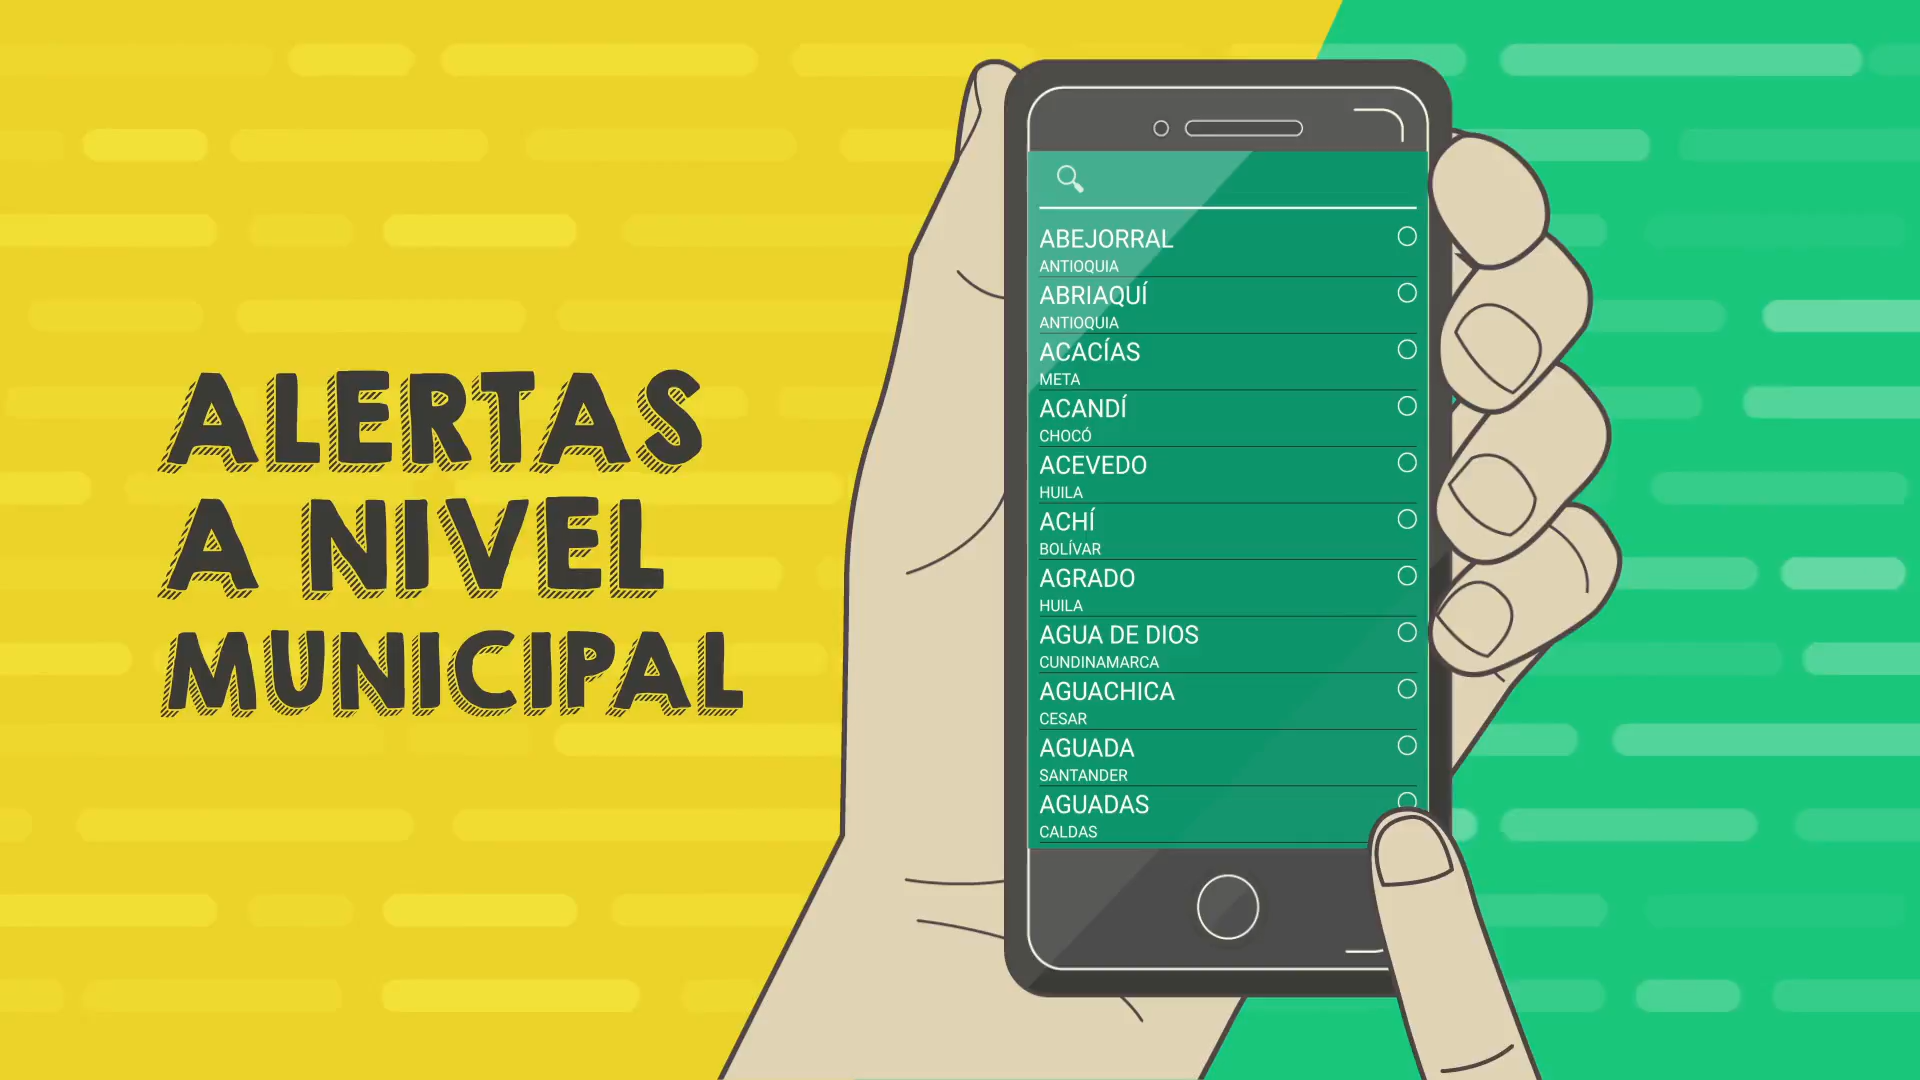 ALERTAS
A NIVEL
MUNICIPAL
ABEJORRAL
ANTIOQUIA
ABRIAQUÍ
ANTIOQUIA
ACACÍAS
META
ACANDÍ
CHOCÓ
ACEVEDO
HUILA
ACHÍ
BOLÍVAR
AGRADO
HUILA
AGUA DE DIOS
CUNDINAMARCA
AGUACHICA
CESAR
AGUADA
SANTANDER
AGUADAS
CALDAS